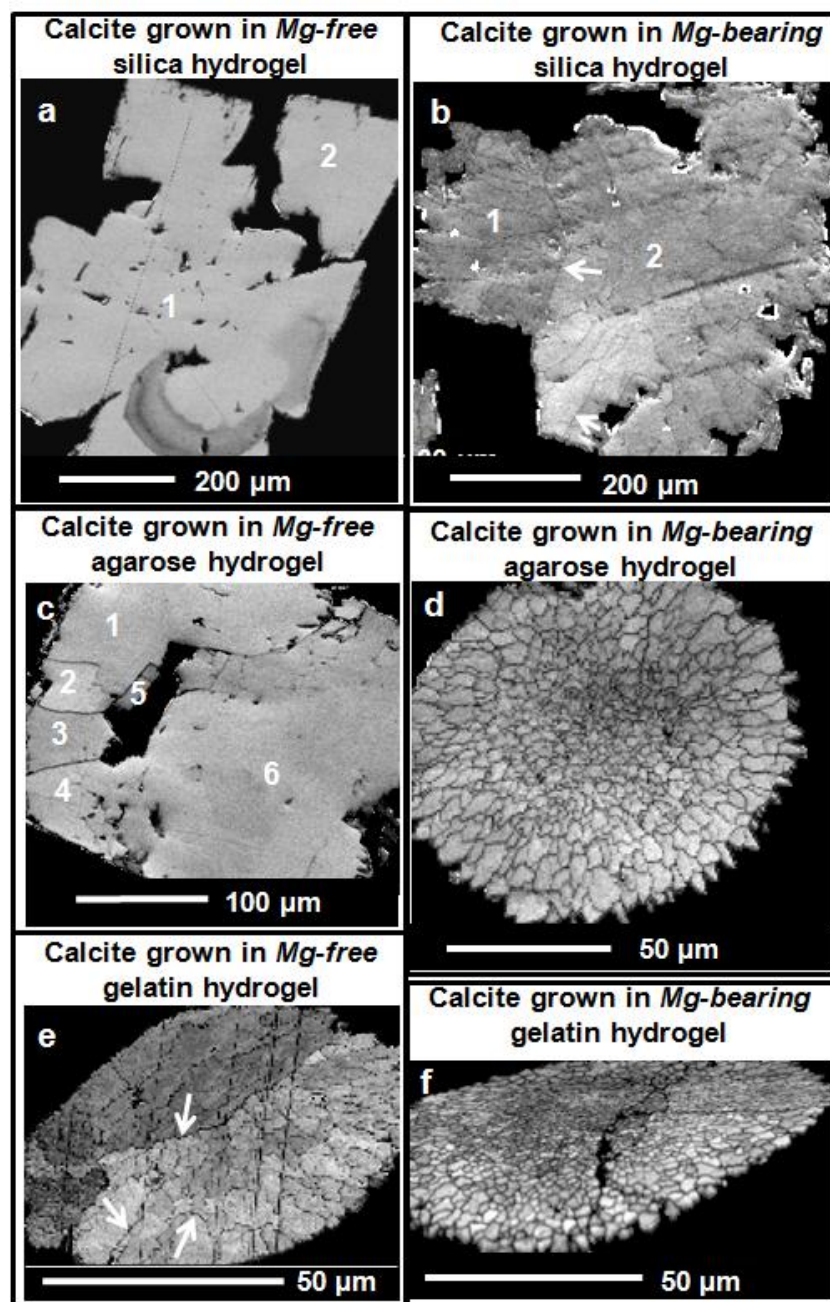 Calcite grown in Mg-free
silica hydrogel
a
2
1
200 µm
Calcite grown in Mg-bearing
silica hydrogel
b
1
2
200 µm
Calcite grown in Mg-free
agarose hydrogel
c
1
2
5
3
4
6
100 µm
Calcite grown in Mg-bearing
agarose hydrogel
d
50 µm
Calcite grown in Mg-free
gelatin hydrogel
e
50 µm
Calcite grown in Mg-bearing
gelatin hydrogel
f
50 µm